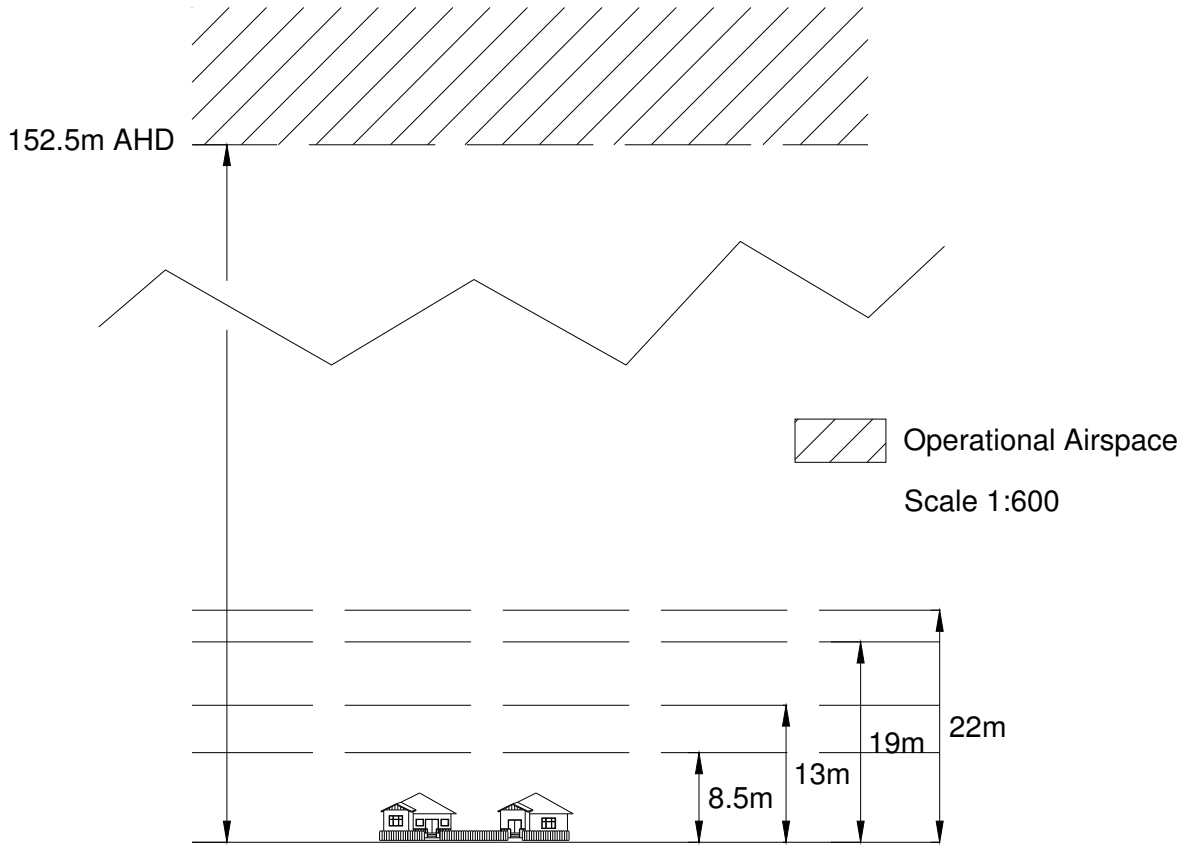 152.5m AHD
Operational Airspace
Scale 1:600
22m
19m
13m
8.5m